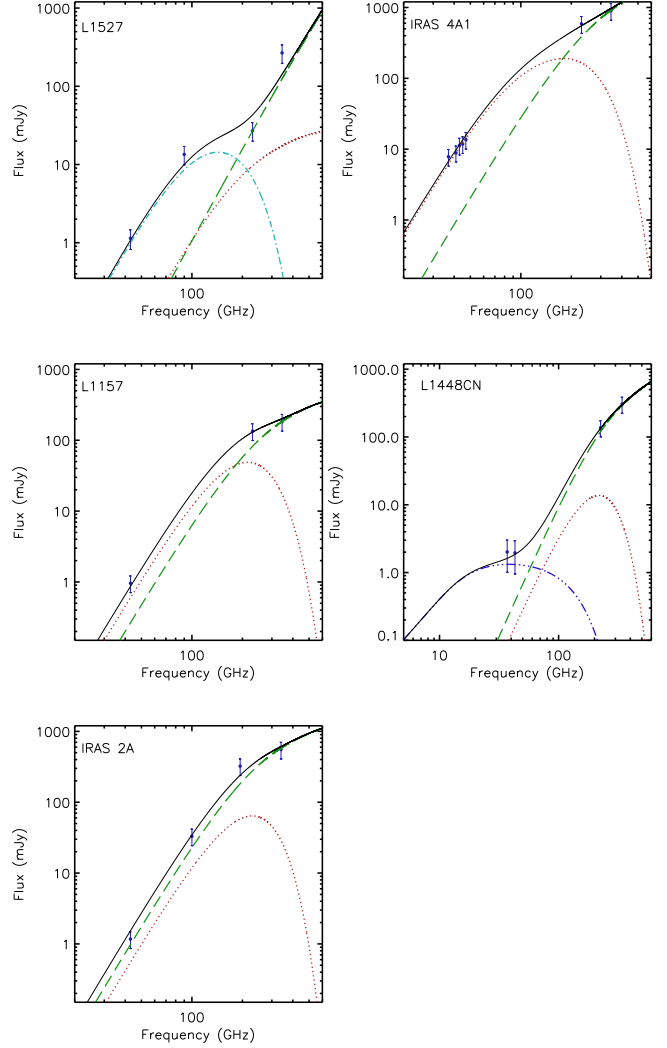 L1527
1000
100
10
1
Flux (mJy)
100
Frequency (GHz)
IRAS 4A1
1000
100
10
1
Flux (mJy)
100
Frequency (GHz)
L1157
1000
100
10
1
Flux (mJy)
100
Frequency (GHz)
L1448CN
1000.0
100.0
10.0
1.0
0.1
Flux (mJy)
10 100
Frequency (GHz)
IRAS 2A
1000
100
10
1
Flux (mJy)
100
Frequency (GHz)